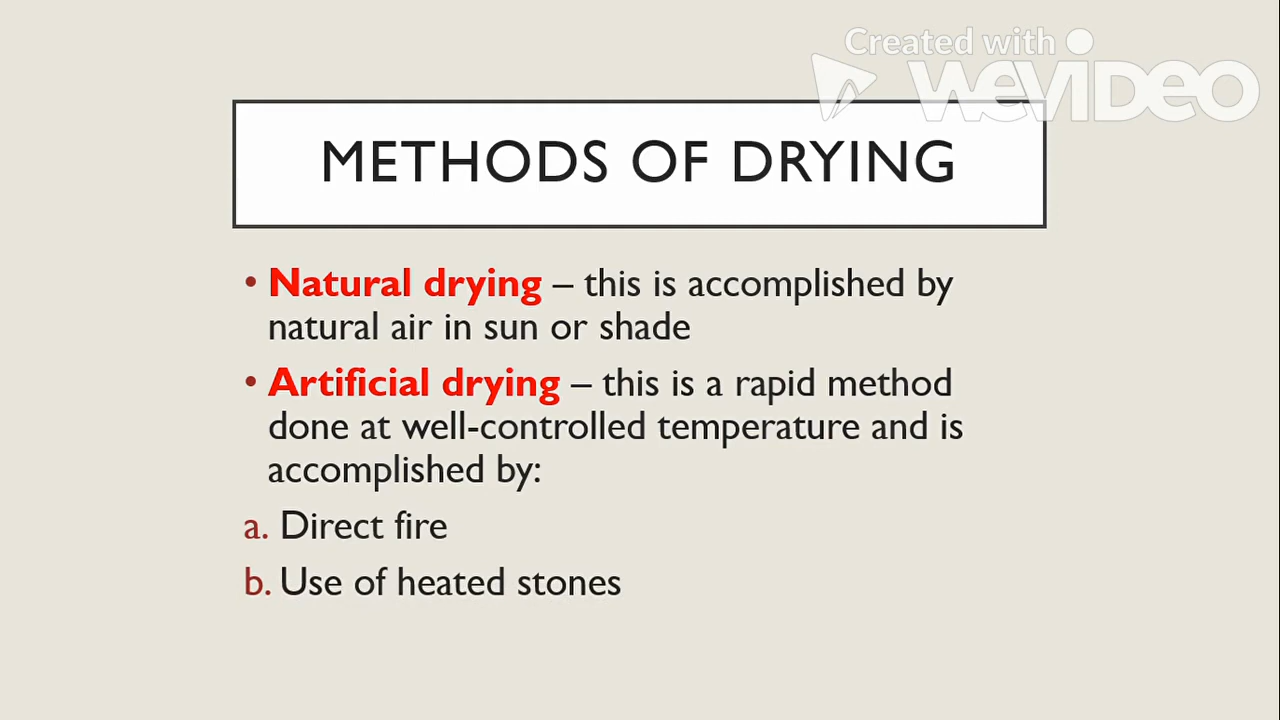 Created with
WEVIDEO
METHODS OF DRYING
• Natural drying – this is accomplished by
natural air in sun or shade
• Artificial drying – this is a rapid method
done at well-controlled temperature and is
accomplished by:
a. Direct fire
b. Use of heated stones